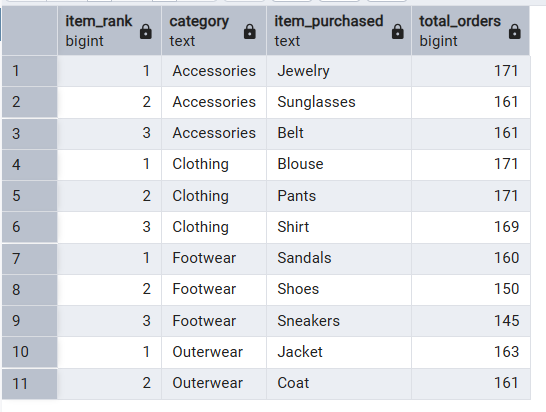 item_rank category item_purchased total_orders
bigint text text bigint
1 1 Accessories Jewelry 171
2 2 Accessories Sunglasses 161
3 3 Accessories Belt 161
4 1 Clothing Blouse 171
5 2 Clothing Pants 171
6 3 Clothing Shirt 169
7 1 Footwear Sandals 160
8 2 Footwear Shoes 150
9 3 Footwear Sneakers 145
10 1 Outerwear Jacket 163
11 2 Outerwear Coat 161